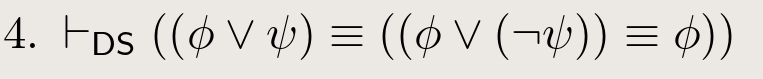 4. ⊢DS ((ϕ ∨ ψ) ≡ ((ϕ ∨ (¬ψ)) ≡ ϕ))